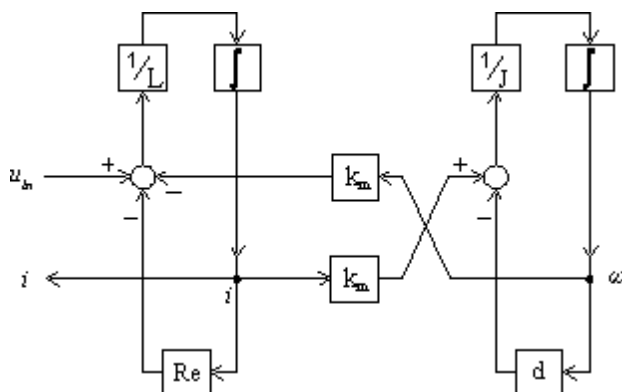 1/L
∫
1/J
∫
u_in
+
−
−
k_m
+
−
i
i
k_m
ω
Re
d